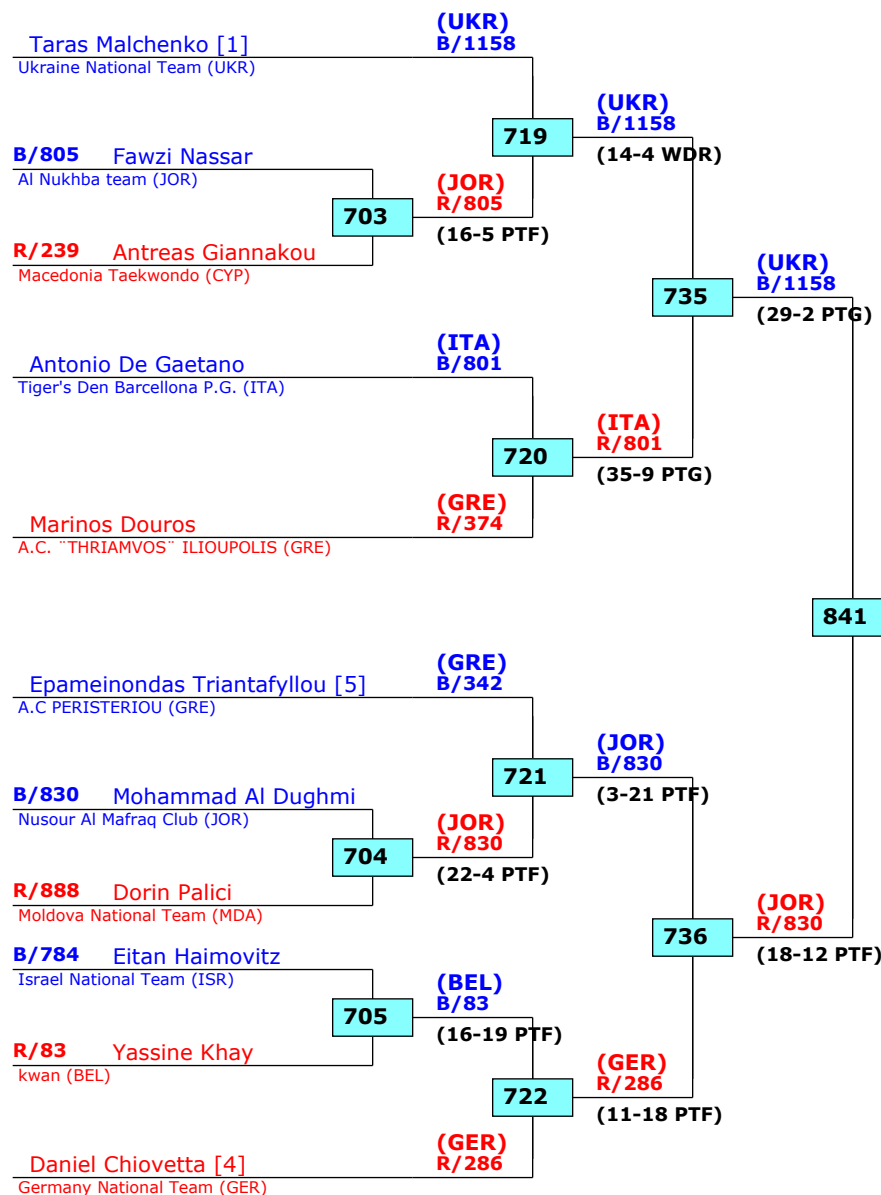 (UKR)
Taras Malchenko [1] B/1158
Ukraine National Team (UKR)
(UKR)
719 B/1158
(14-4 WDR)
B/805 Fawzi Nassar
Al Nukhba team (JOR)
(JOR)
703 R/805
(16-5 PTF)
R/239 Antreas Giannakou
Macedonia Taekwondo (CYP)
(UKR)
735 B/1158
(29-2 PTG)
(ITA)
Antonio De Gaetano B/801
Tiger's Den Barcellona P.G. (ITA)
(ITA)
720 R/801
(35-9 PTG)
(GRE)
Marinos Douros R/374
A.C. ¨THRIAMVOS¨ ILIOUPOLIS (GRE)
841
(GRE)
Epameinondas Triantafyllou [5] B/342
A.C PERISTERIOU (GRE)
(JOR)
721 B/830
(3-21 PTF)
B/830 Mohammad Al Dughmi
Nusour Al Mafraq Club (JOR)
(JOR)
704 R/830
(22-4 PTF)
R/888 Dorin Palici
Moldova National Team (MDA)
(JOR)
736 R/830
(18-12 PTF)
B/784 Eitan Haimovitz
Israel National Team (ISR)
(BEL)
705 B/83
(16-19 PTF)
R/83 Yassine Khay
kwan (BEL)
(GER)
722 R/286
(11-18 PTF)
(GER)
Daniel Chiovetta [4] R/286
Germany National Team (GER)